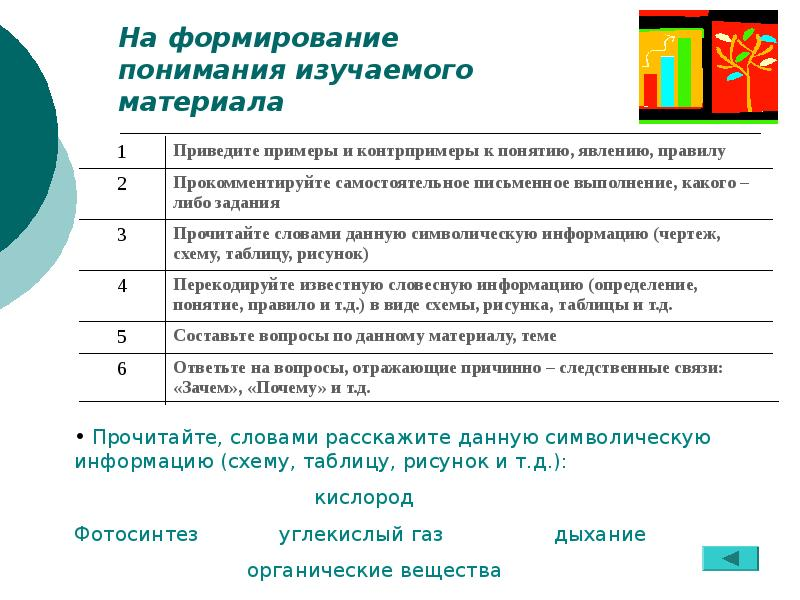 На формирование
понимания изучаемого
материала
1 Приведите примеры и контрпримеры к понятию, явлению, правилу
2 Прокомментируйте самостоятельное письменное выполнение, какого –
либо задания
3 Прочитайте словами данную символическую информацию (чертеж,
схему, таблицу, рисунок)
4 Перекодируйте известную словесную информацию (определение,
понятие, правило и т.д.) в виде схемы, рисунка, таблицы и т.д.
5 Составьте вопросы по данному материалу, теме
6 Ответьте на вопросы, отражающие причинно – следственные связи:
«Зачем», «Почему» и т.д.
• Прочитайте, словами расскажите данную символическую
информацию (схему, таблицу, рисунок и т.д.):
кислород
Фотосинтез углекислый газ дыхание
органические вещества